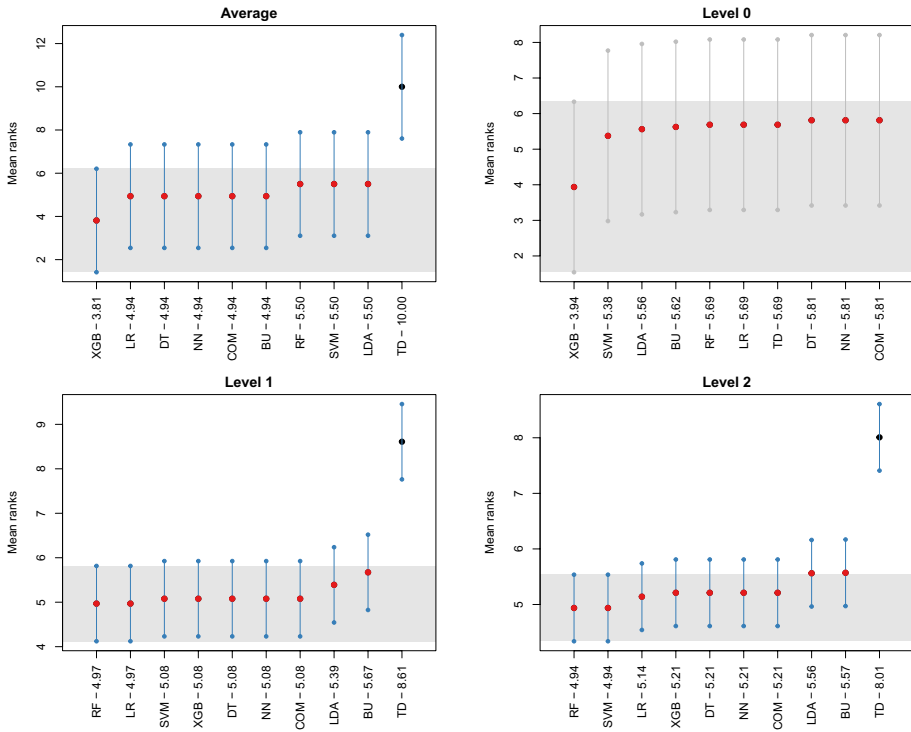 Average
Mean ranks
12
10
8
6
4
2
XGB − 3.81
LR − 4.94
DT − 4.94
NN − 4.94
COM − 4.94
BU − 4.94
RF − 5.50
SVM − 5.50
LDA − 5.50
TD − 10.00
Level 0
Mean ranks
8
7
6
5
4
3
2
XGB − 3.94
SVM − 5.38
LDA − 5.56
BU − 5.62
RF − 5.69
LR − 5.69
TD − 5.69
DT − 5.81
NN − 5.81
COM − 5.81
Level 1
Mean ranks
9
8
7
6
5
4
RF − 4.97
LR − 4.97
SVM − 5.08
XGB − 5.08
DT − 5.08
NN − 5.08
COM − 5.08
LDA − 5.39
BU − 5.67
TD − 8.61
Level 2
Mean ranks
8
7
6
5
RF − 4.94
SVM − 4.94
LR − 5.14
XGB − 5.21
DT − 5.21
NN − 5.21
COM − 5.21
LDA − 5.56
BU − 5.57
TD − 8.01